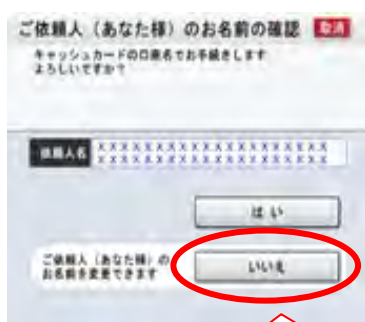 ご依頼人（あなた様）のお名前の確認 取消
キャッシュカードの口座名でお手続きします
よろしいですか？
依頼人名 XXXXXXXXXXXXXXXXXXXX
XXXXXXXXXXXXXXXXXXXX
はい
ご依頼人（あなた様）の
お名前を変更できます
いいえ